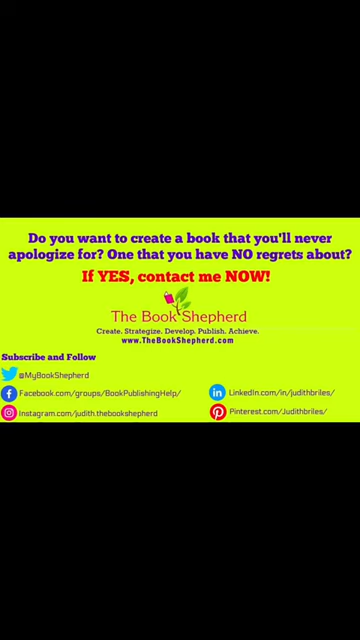 Do you want to create a book that you'll never
apologize for? One that you have NO regrets about?
If YES, contact me NOW!
The Book Shepherd
Create. Strategize. Develop. Publish. Achieve.
www.TheBookShepherd.com
Subscribe and Follow
@MyBookShepherd
Facebook.com/groups/BookPublishingHelp/
LinkedIn.com/in/judithbriles/
Instagram.com/judith.thebookshepherd
Pinterest.com/Judithbriles/